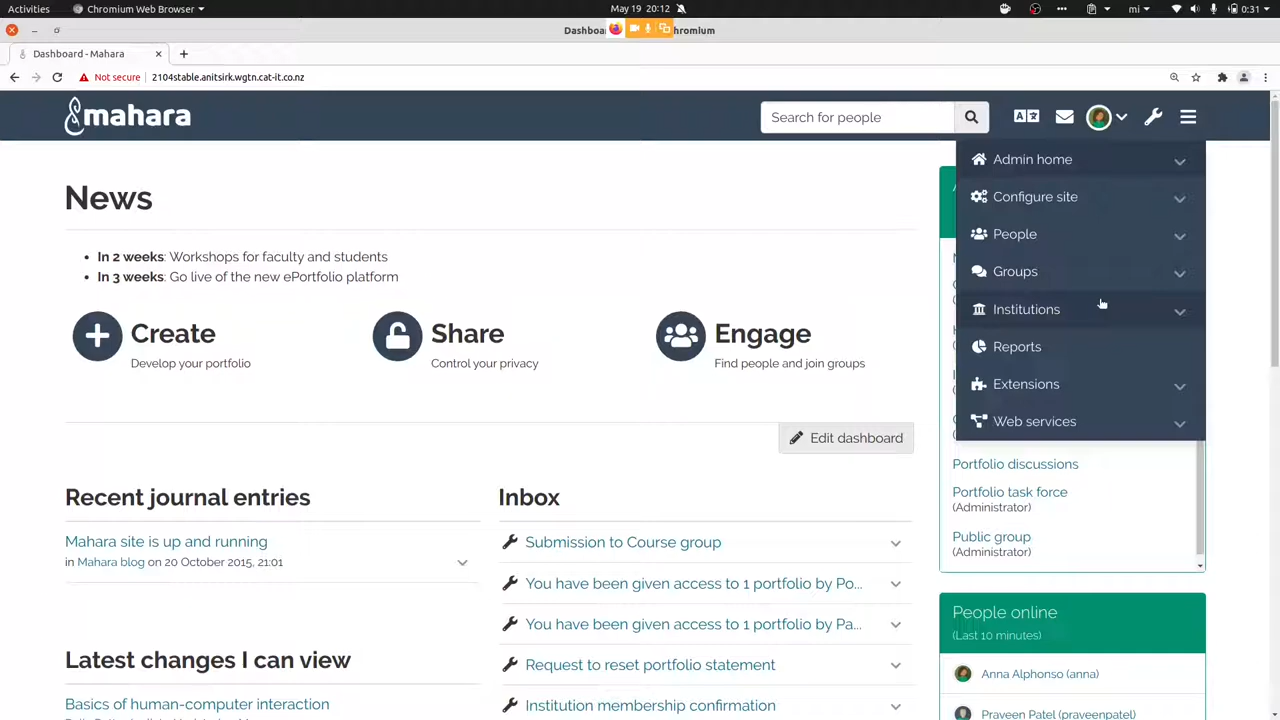 Activities
Chromium Web Browser
May 19 20:12
mi
0:31
Dashboa
hromium
Dashboard - Mahara
Not secure
2104stable.anitsirk.wgtn.cat-it.co.nz
mahara
Search for people
Admin home
Configure site
People
Groups
Institutions
Reports
Extensions
Web services
News
In 2 weeks: Workshops for faculty and students
In 3 weeks: Go live of the new ePortfolio platform
Create
Develop your portfolio
Share
Control your privacy
Engage
Find people and join groups
Edit dashboard
Portfolio discussions
Portfolio task force
(Administrator)
Public group
(Administrator)
Recent journal entries
Mahara site is up and running
in Mahara blog on 20 October 2015, 21:01
Inbox
Submission to Course group
You have been given access to 1 portfolio by Po...
You have been given access to 1 portfolio by Pa...
Request to reset portfolio statement
Institution membership confirmation
People online
(Last 10 minutes)
Anna Alphonso (anna)
Praveen Patel (praveenpatel)
Latest changes I can view
Basics of human-computer interaction